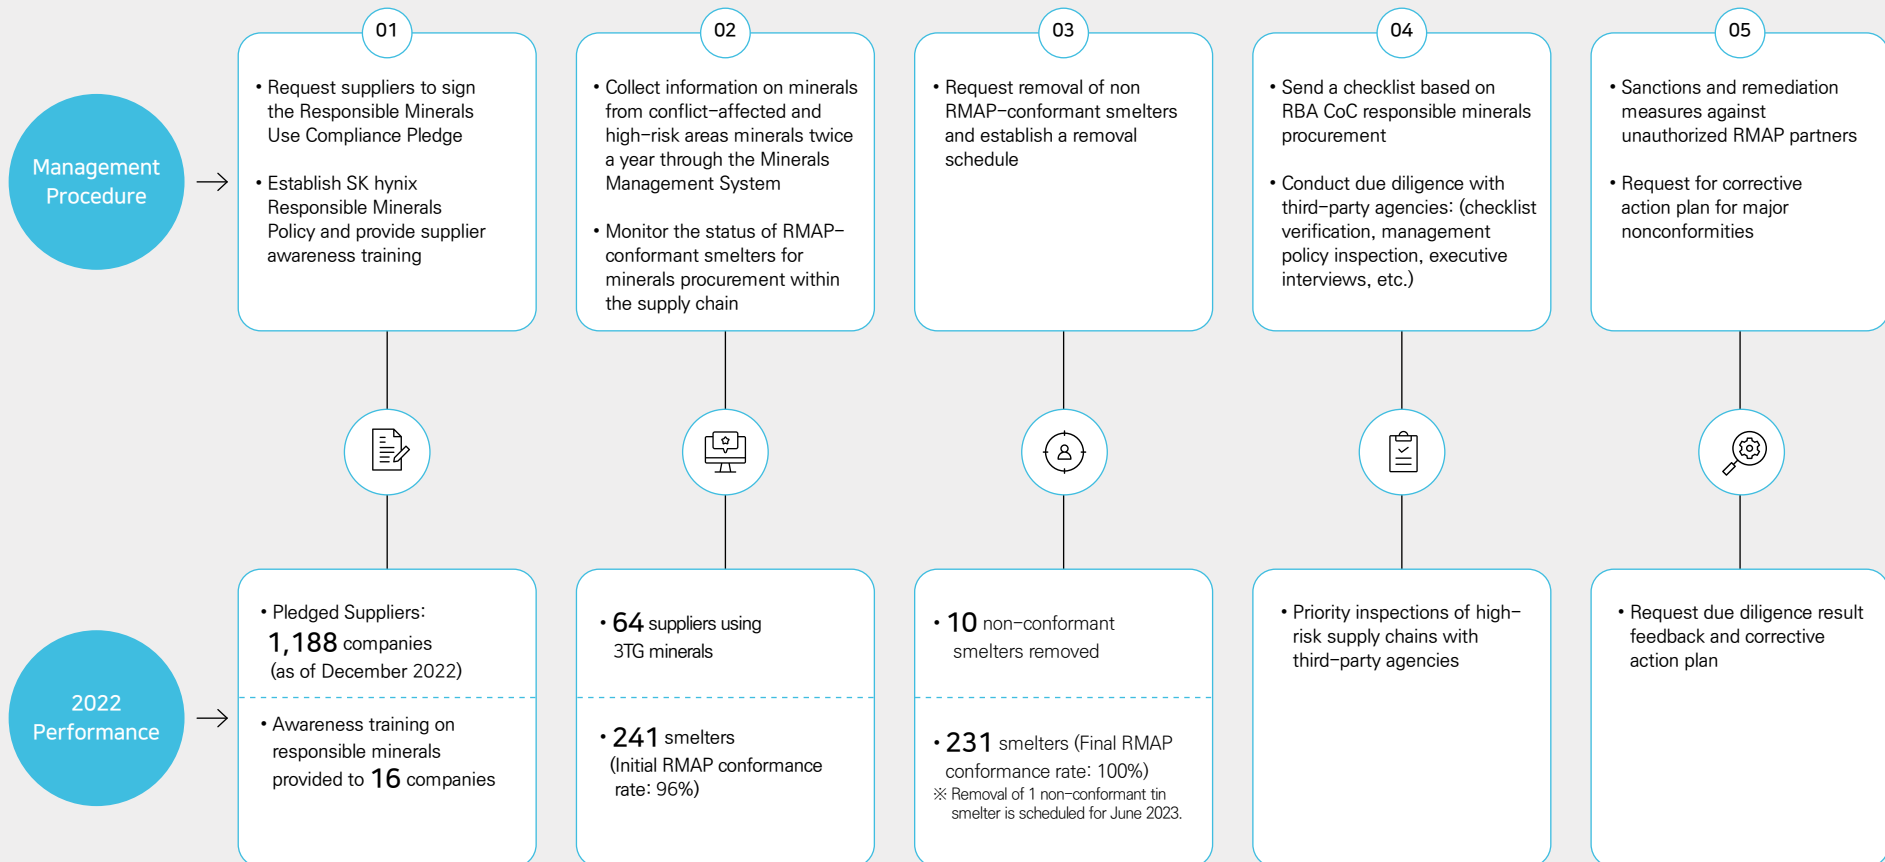 Management
Procedure
01
• Request suppliers to sign
the Responsible Minerals
Use Compliance Pledge
• Establish SK hynix
Responsible Minerals
Policy and provide supplier
awareness training
02
• Collect information on minerals
from conflict-affected and
high-risk areas minerals twice
a year through the Minerals
Management System
• Monitor the status of RMAP-
conformant smelters for
minerals procurement within
the supply chain
03
• Request removal of non
RMAP-conformant smelters
and establish a removal
schedule
04
• Send a checklist based on
RBA CoC responsible minerals
procurement
• Conduct due diligence with
third-party agencies: (checklist
verification, management
policy inspection, executive
interviews, etc.)
05
• Sanctions and remediation
measures against
unauthorized RMAP partners
• Request for corrective
action plan for major
nonconformities
2022
Performance
• Pledged Suppliers:
1,188 companies
(as of December 2022)
• Awareness training on
responsible minerals
provided to 16 companies
• 64 suppliers using
3TG minerals
• 241 smelters
(Initial RMAP conformance
rate: 96%)
• 10 non-conformant
smelters removed
• 231 smelters (Final RMAP
conformance rate: 100%)
※ Removal of 1 non-conformant tin
smelter is scheduled for June 2023.
• Priority inspections of high-
risk supply chains with
third-party agencies
• Request due diligence result
feedback and corrective
action plan